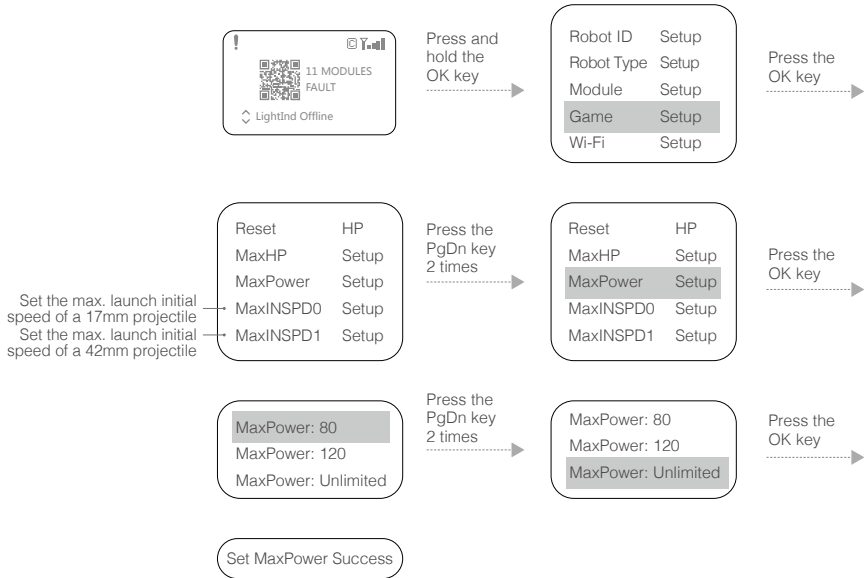 11 MODULES
FAULT
LightInd Offline
Press and
hold the
OK key
Robot ID Setup
Robot Type Setup
Module Setup
Game Setup
Wi-Fi Setup
Press the
OK key
Set the max. launch initial
speed of a 17mm projectile
Set the max. launch initial
speed of a 42mm projectile
Reset HP
MaxHP Setup
MaxPower Setup
MaxINSPD0 Setup
MaxINSPD1 Setup
Press the
PgDn key
2 times
Reset HP
MaxHP Setup
MaxPower Setup
MaxINSPD0 Setup
MaxINSPD1 Setup
Press the
OK key
MaxPower: 80
MaxPower: 120
MaxPower: Unlimited
Press the
PgDn key
2 times
MaxPower: 80
MaxPower: 120
MaxPower: Unlimited
Press the
OK key
Set MaxPower Success